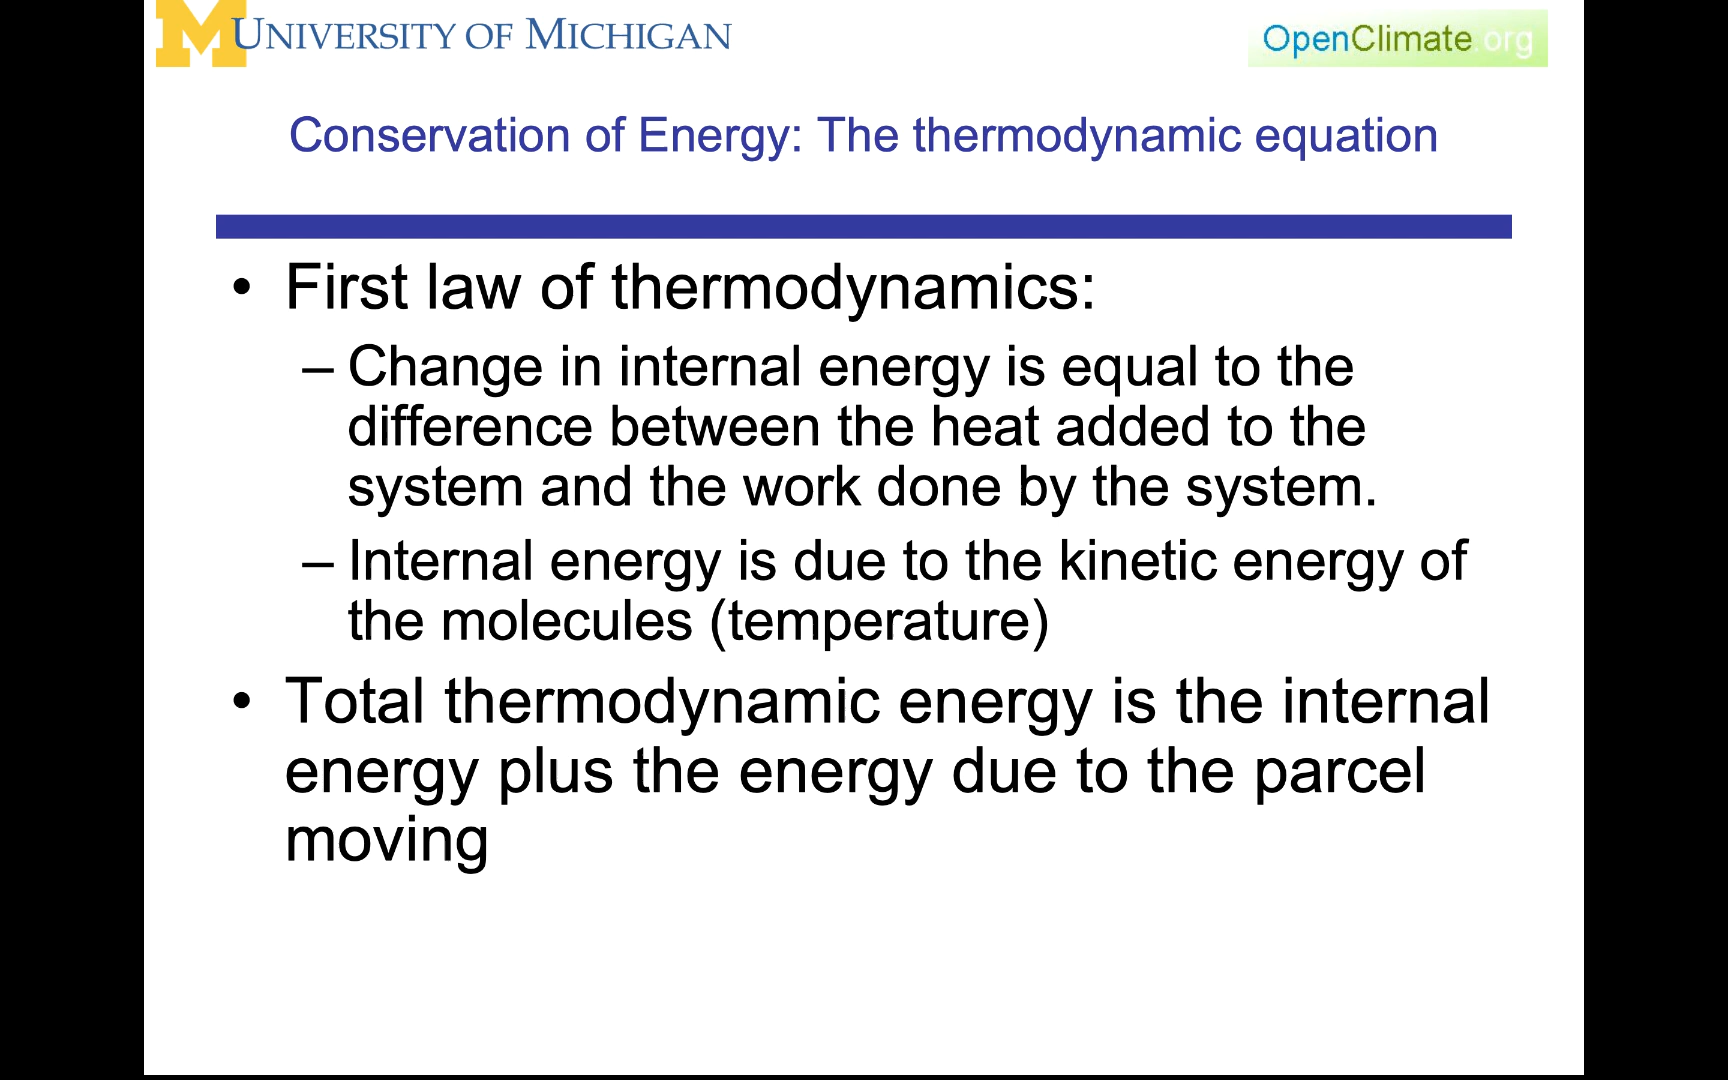 M UNIVERSITY OF MICHIGAN
OpenClimate.org
Conservation of Energy: The thermodynamic equation
• First law of thermodynamics:
– Change in internal energy is equal to the
difference between the heat added to the
system and the work done by the system.
– Internal energy is due to the kinetic energy of
the molecules (temperature)
• Total thermodynamic energy is the internal
energy plus the energy due to the parcel
moving